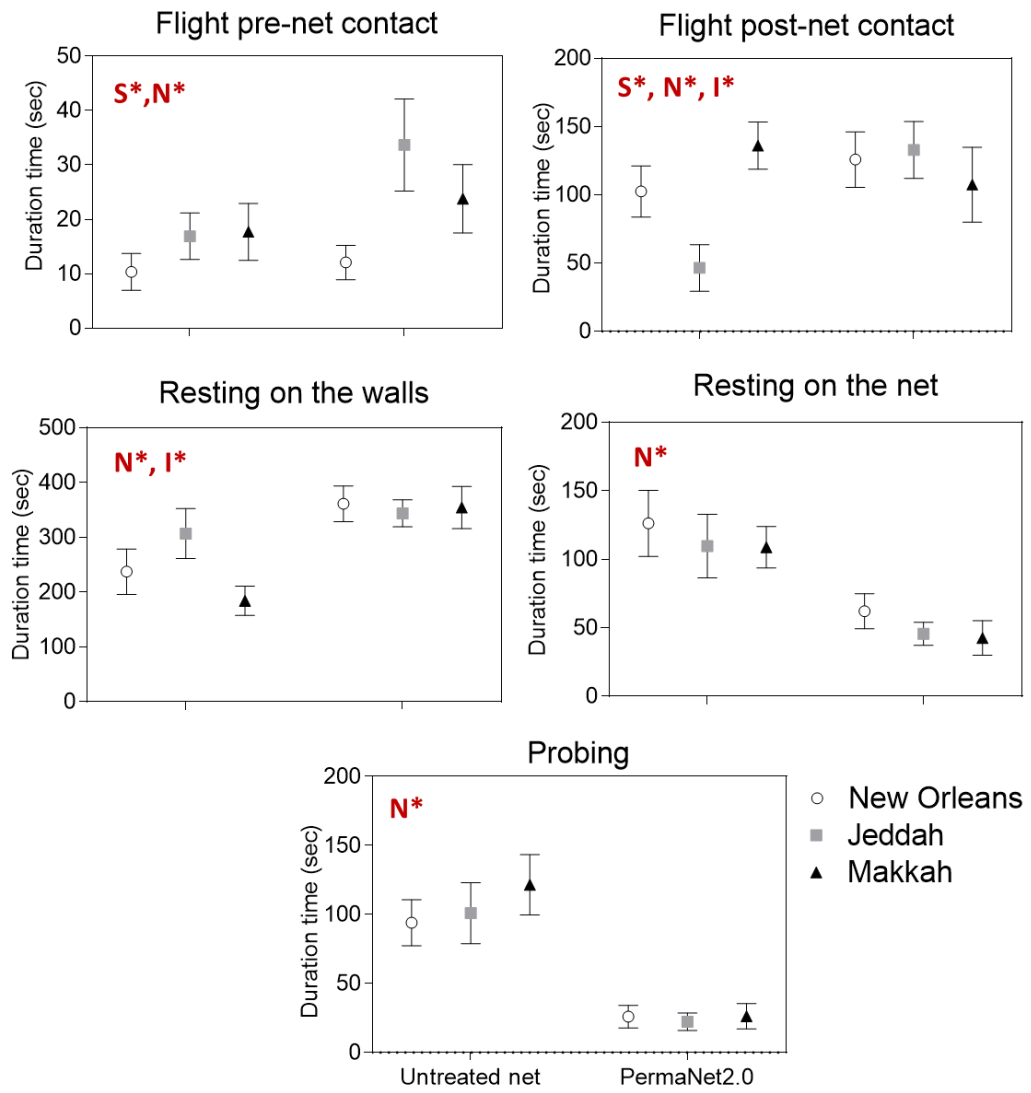 Flight pre-net contact
Duration time (sec)
50
40
30
20
10
0
S*,N*
Flight post-net contact
Duration time (sec)
200
150
100
50
0
S*, N*, I*
Resting on the walls
Duration time (sec)
500
400
300
200
100
0
N*, I*
Resting on the net
Duration time (sec)
200
150
100
50
0
N*
Probing
Duration time (sec)
200
150
100
50
0
N*
Untreated net
PermaNet2.0
New Orleans
Jeddah
Makkah